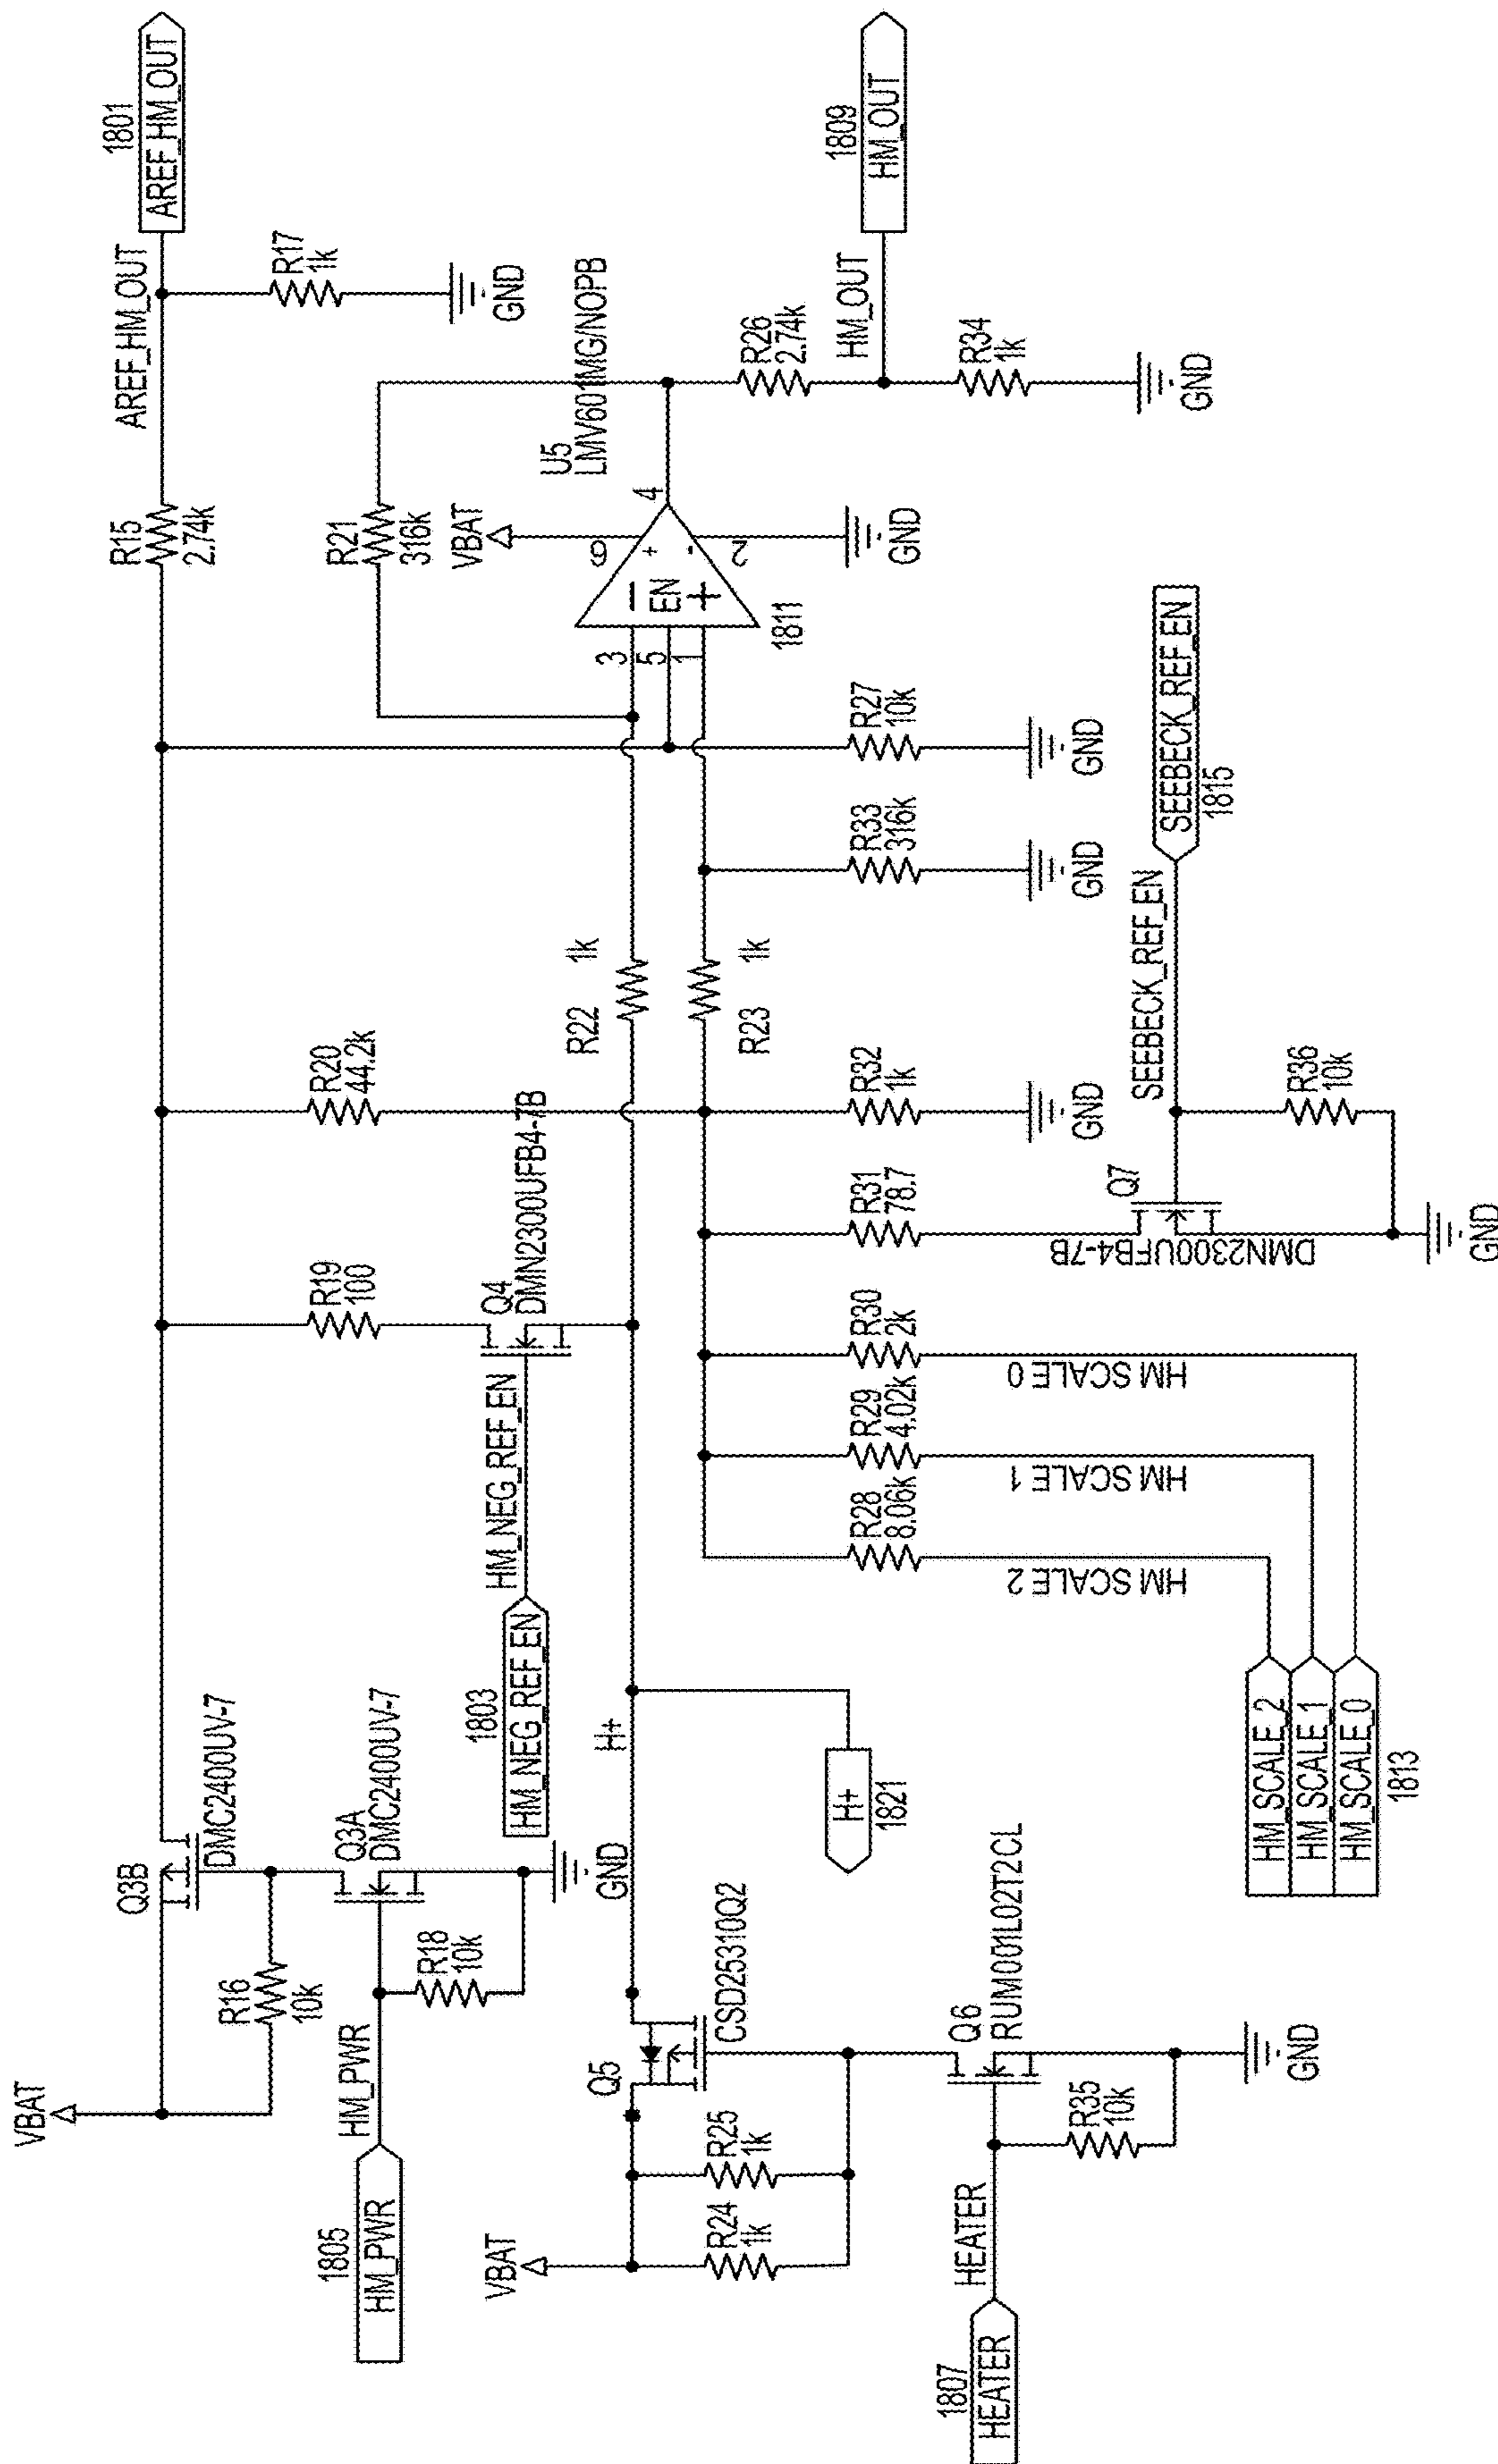 VBAT
Q3B
DMC2400UV-7
R16
10k
Q3A
DMC2400UV-7
HM_PWR
R18
10k
GND
1805
HM_PWR
R15
2.74k
AREF_HM_OUT
1801
AREF_HM_OUT
R17
1k
GND
R19
100
R20
44.2k
Q4
DMN2300UFB4-7B
HM_NEG_REF_EN
1803
HM_NEG_REF_EN
R21
316k
VBAT
U5
LMV601MG/NOPB
6
+
-
2
4
3
5
1
EN
−
+
1811
GND
R26
2.74k
HM_OUT
1809
HM_OUT
R34
1k
GND
VBAT
Q5
CSD25310Q2
R24
1k
R25
1k
H+
H+
1821
R22
1k
R23
1k
Q6
RUM001L02T2CL
HEATER
1807
HEATER
R35
10k
GND
R28
8.06k
R29
4.02k
R30
2k
R31
78.7
R32
1k
GND
R33
316k
GND
R27
10k
GND
HM SCALE 2
HM SCALE 1
HM SCALE 0
HM_SCALE_2
HM_SCALE_1
HM_SCALE_0
1813
Q7
DMN2300UFB4-7B
SEEBECK_REF_EN
SEEBECK_REF_EN
1815
R36
10k
GND